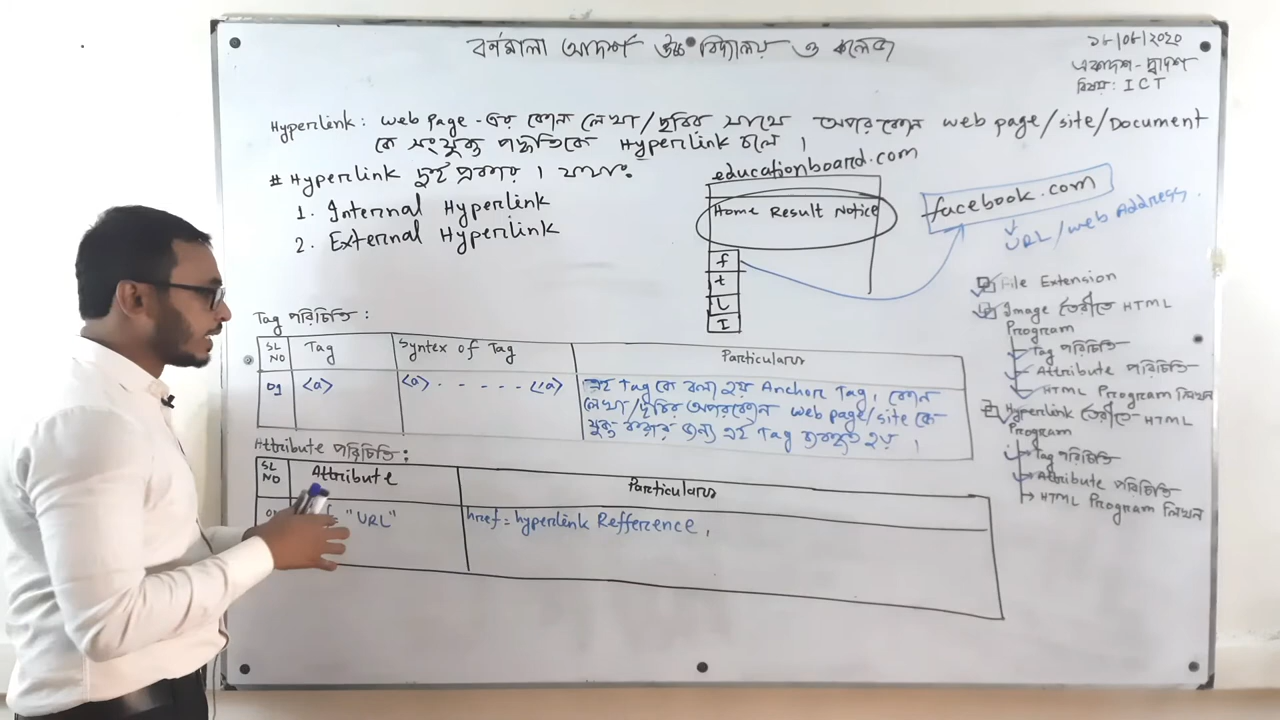 বর্ণমালা আদর্শ উচ্চ বিদ্যালয় ও কলেজ
১৮/০৮/২০২০
একাদশ - দ্বাদশ
বিষয়: ICT
Hyperlink: web page-এর কোন লেখা/ছবির সাথে অপর কোন web page/site/Document
কে সংযুক্ত পদ্ধতিকে Hyperlink বলে।
# Hyperlink দুই প্রকার। যথা:
1. Internal Hyperlink
2. External Hyperlink
educationboard.com
Home Result Notice
f
t
L
I
facebook.com
URL/web Address.
File Extension
Image তৈরীতে HTML
Program
Tag পরিচিতি
Attribute পরিচিতি
HTML Program লিখন
Hyperlink তৈরীতে HTML
Program
Tag পরিচিতি
Attribute পরিচিতি
HTML Program লিখন
Tag পরিচিতি:
SL NO Tag Syntex of Tag Particularus
01 <a> <a> - - - - - <(a> এই Tag কে বলা হয় Anchor Tag, কোন
লেখা/ছবির অপর কোন web page/site কে
যুক্ত করার জন্য এই Tag ব্যবহৃত হয়।
Attribute পরিচিতি:
SL NO Attribute Particularus
"URL" href = hyperlink Refference,